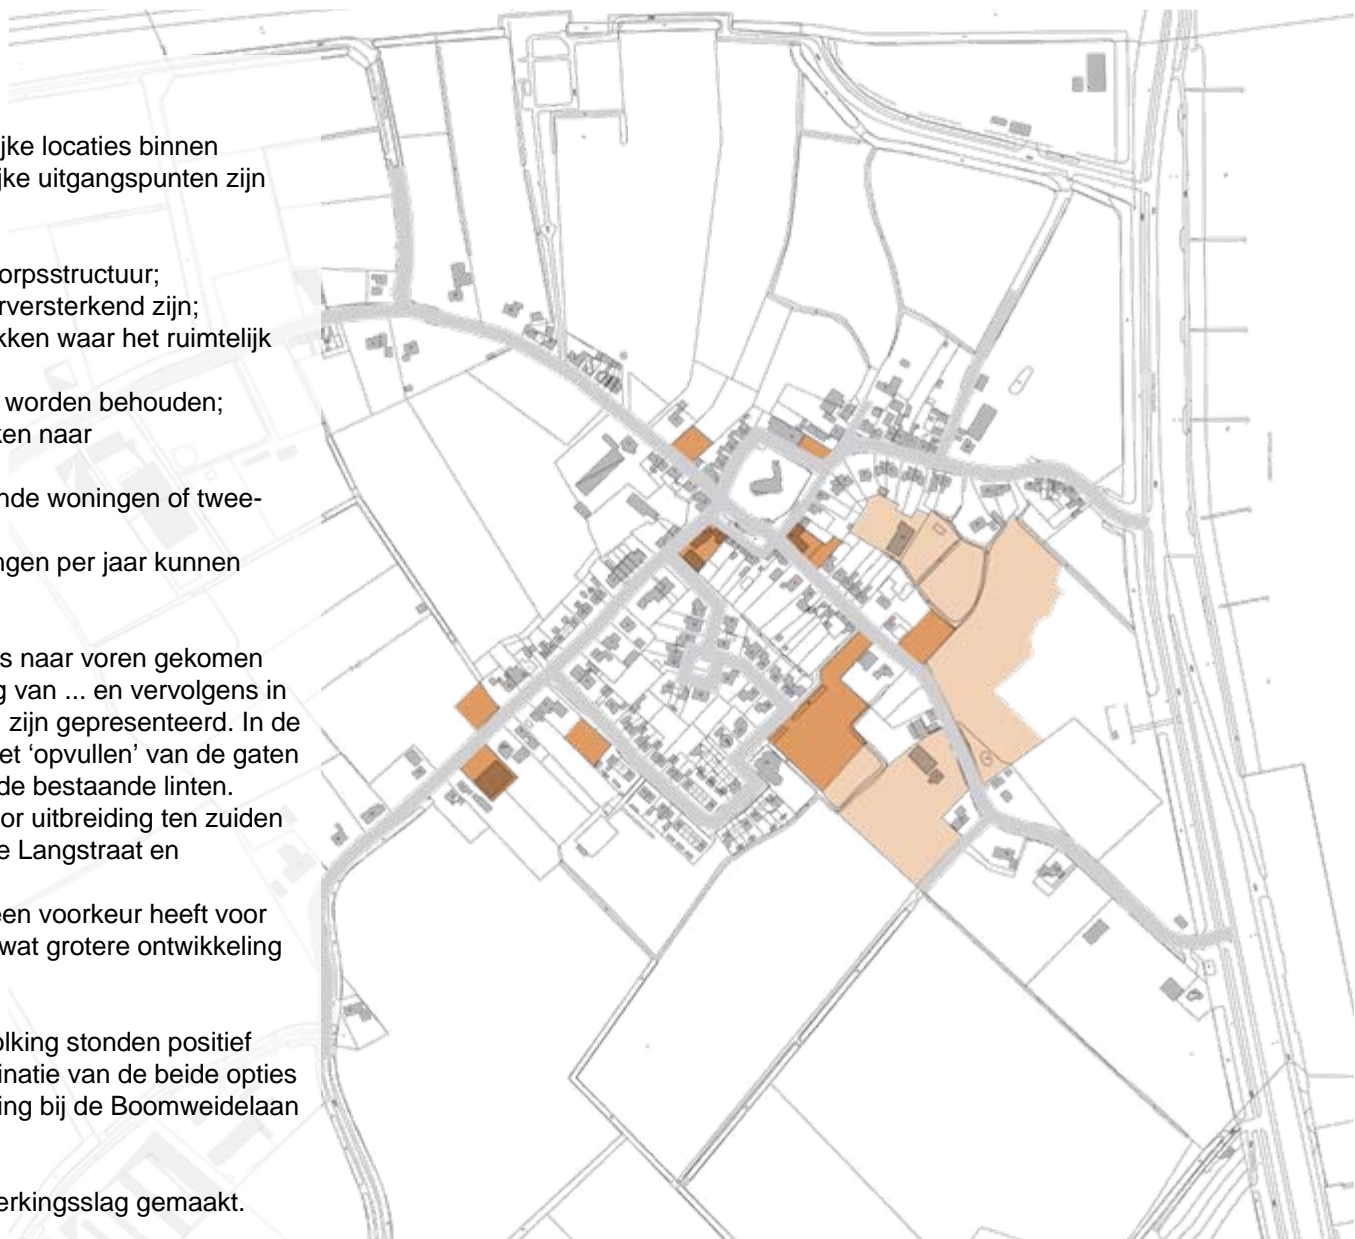 jke locaties binnen
jke uitgangspunten zijn
orpsstructuur;
rversterkend zijn;
kken waar het ruimtelijk
worden behouden;
ken naar
nde woningen of twee-
ngen per jaar kunnen
s naar voren gekomen
g van ... en vervolgens in
zijn gepresenteerd. In de
et ‘opvullen’ van de gaten
de bestaande linten.
or uitbreiding ten zuiden
e Langstraat en
een voorkeur heeft voor
wat grotere ontwikkeling
olking stonden positief
inatie van de beide opties
ing bij de Boomweidelaan
erkingsslag gemaakt.